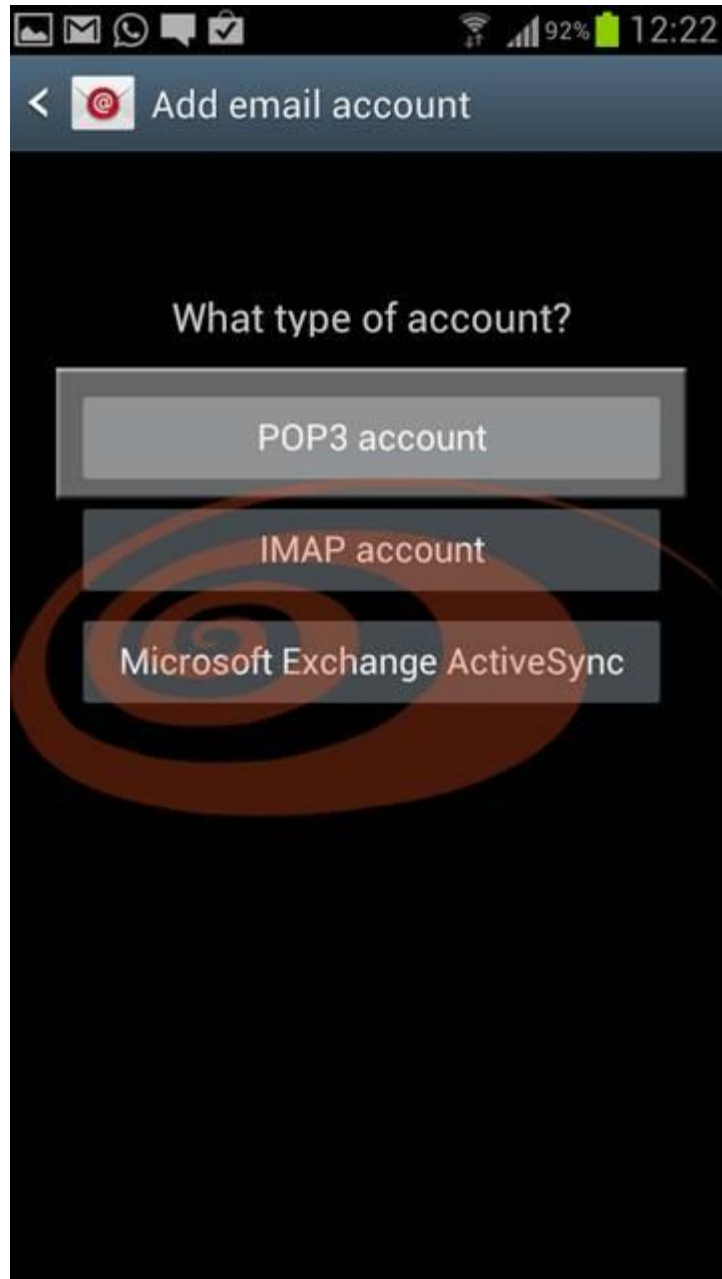 92% 12:22
Add email account
What type of account?
POP3 account
IMAP account
Microsoft Exchange ActiveSync